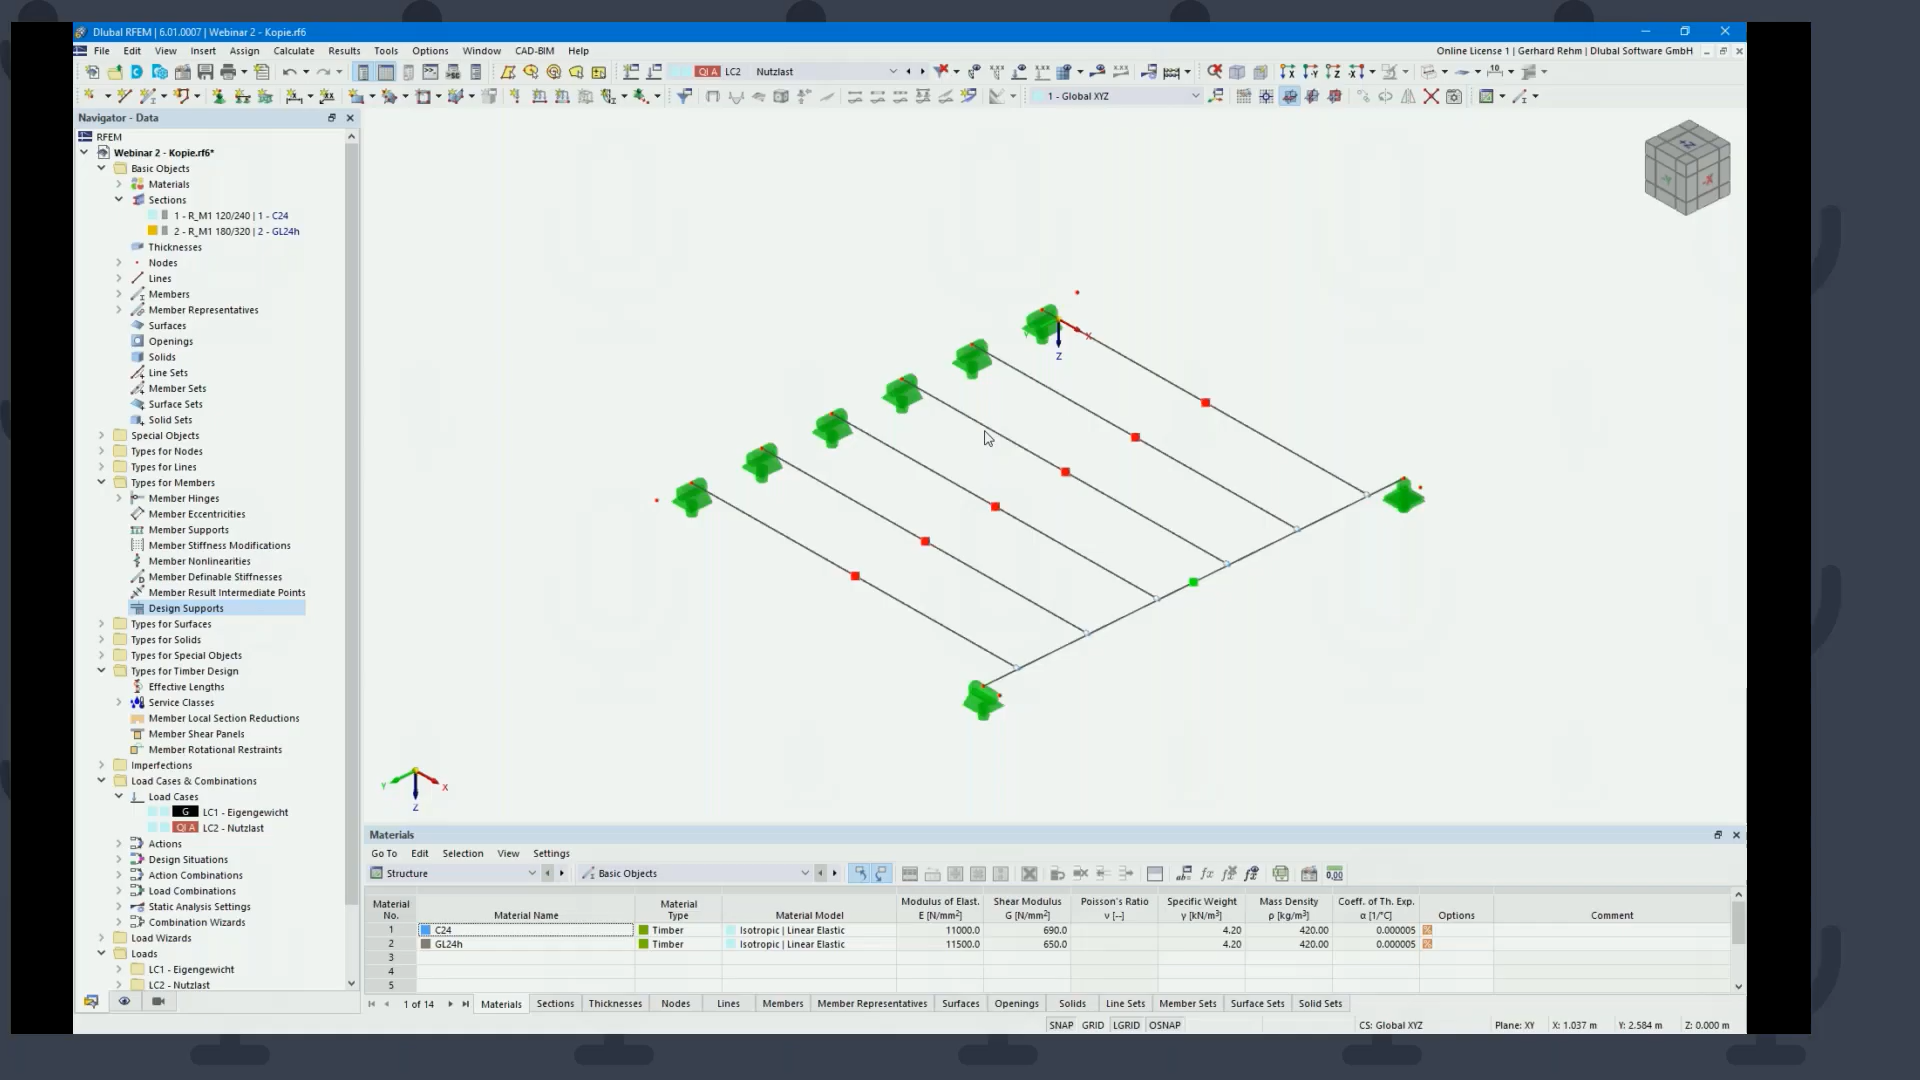 Dlubal RFEM | 6.01.0007 | Webinar 2 - Kopie.rf6
File Edit View Insert Assign Calculate Results Tools Options Window CAD-BIM Help
Online License 1 | Gerhard Rehm | Dlubal Software GmbH
QI A LC2 Nutzlast
1 - Global XYZ
Navigator - Data
RFEM
Webinar 2 - Kopie.rf6*
Basic Objects
Materials
Sections
1 - R_M1 120/240 | 1 - C24
2 - R_M1 180/320 | 2 - GL24h
Thicknesses
Nodes
Lines
Members
Member Representatives
Surfaces
Openings
Solids
Line Sets
Member Sets
Surface Sets
Solid Sets
Special Objects
Types for Nodes
Types for Lines
Types for Members
Member Hinges
Member Eccentricities
Member Supports
Member Stiffness Modifications
Member Nonlinearities
Member Definable Stiffnesses
Member Result Intermediate Points
Design Supports
Types for Surfaces
Types for Solids
Types for Special Objects
Types for Timber Design
Effective Lengths
Service Classes
Member Local Section Reductions
Member Shear Panels
Member Rotational Restraints
Imperfections
Load Cases & Combinations
Load Cases
G LC1 - Eigengewicht
QI A LC2 - Nutzlast
Actions
Design Situations
Action Combinations
Load Combinations
Static Analysis Settings
Combination Wizards
Load Wizards
Loads
LC1 - Eigengewicht
LC2 - Nutzlast
X
Z
Y
X
Z
Materials
Go To Edit Selection View Settings
Structure Basic Objects
Material No. Material Name Material Type Material Model Modulus of Elast. E [N/mm²] Shear Modulus G [N/mm²] Poisson's Ratio ν [--] Specific Weight γ [kN/m³] Mass Density ρ [kg/m³] Coeff. of Th. Exp. α [1/°C] Options Comment
1 C24 Timber Isotropic | Linear Elastic 11000.0 690.0 4.20 420.00 0.000005
2 GL24h Timber Isotropic | Linear Elastic 11500.0 650.0 4.20 420.00 0.000005
3
4
5
1 of 14 Materials Sections Thicknesses Nodes Lines Members Member Representatives Surfaces Openings Solids Line Sets Member Sets Surface Sets Solid Sets
SNAP GRID LGRID OSNAP CS: Global XYZ Plane: XY X: 1.037 m Y: 2.584 m Z: 0.000 m